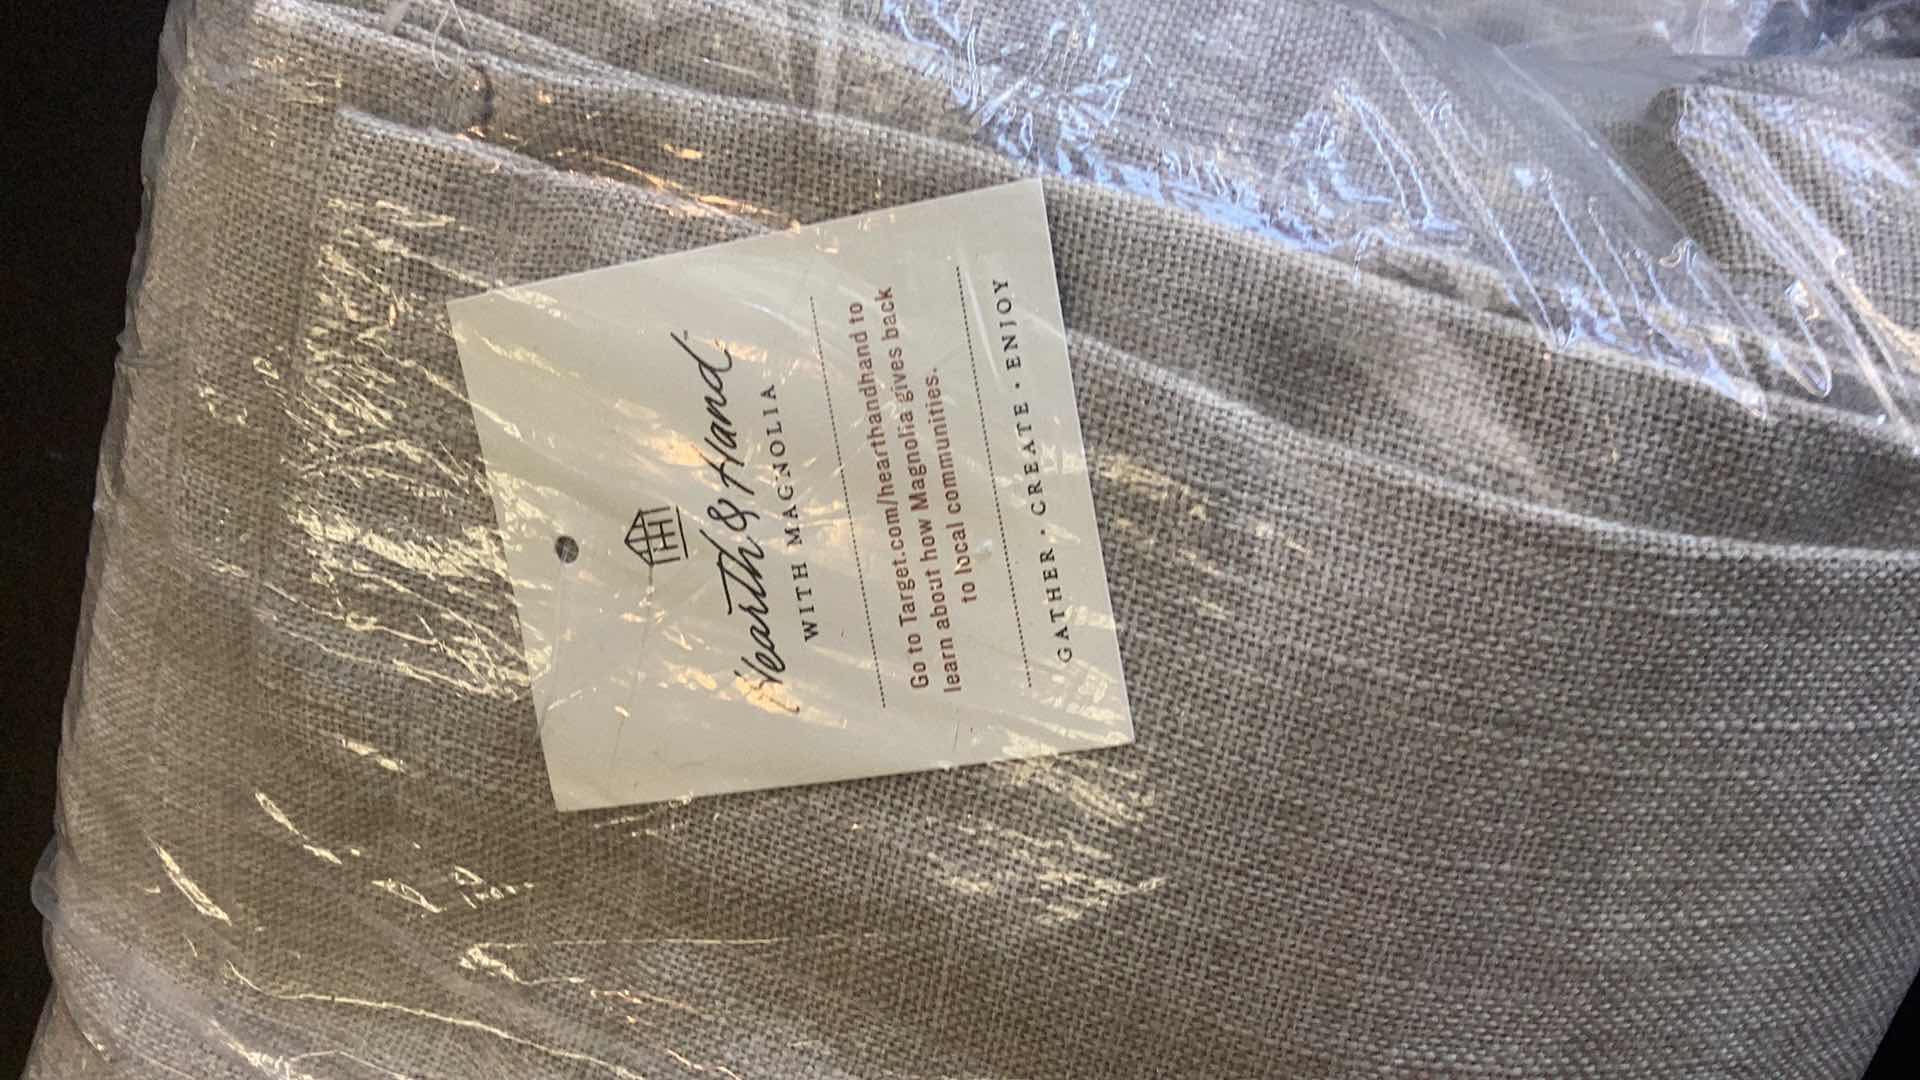 Hearth & Hand
WITH MAGNOLIA
Go to Target.com/hearthandhand to
learn about how Magnolia gives back
to local communities.
GATHER · CREATE · ENJOY